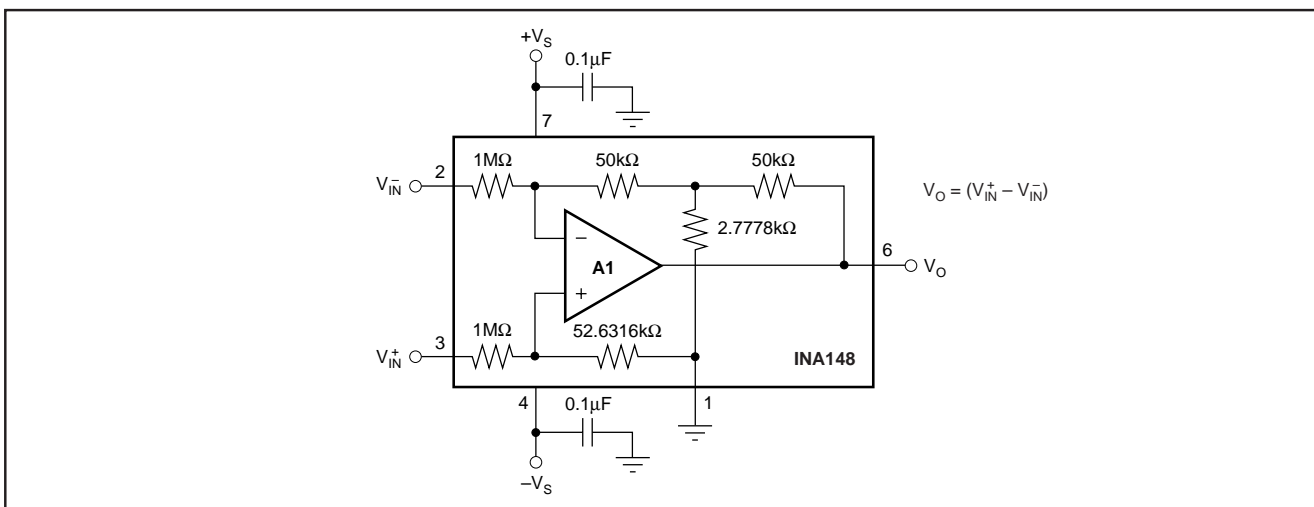 +V_S
0.1μF
7
1MΩ
50kΩ
50kΩ
2
V_IN^–
V_O = (V_IN^+ – V_IN^–)
2.7778kΩ
–
A1
6
V_O
+
1MΩ
52.6316kΩ
3
V_IN^+
INA148
4
0.1μF
1
–V_S